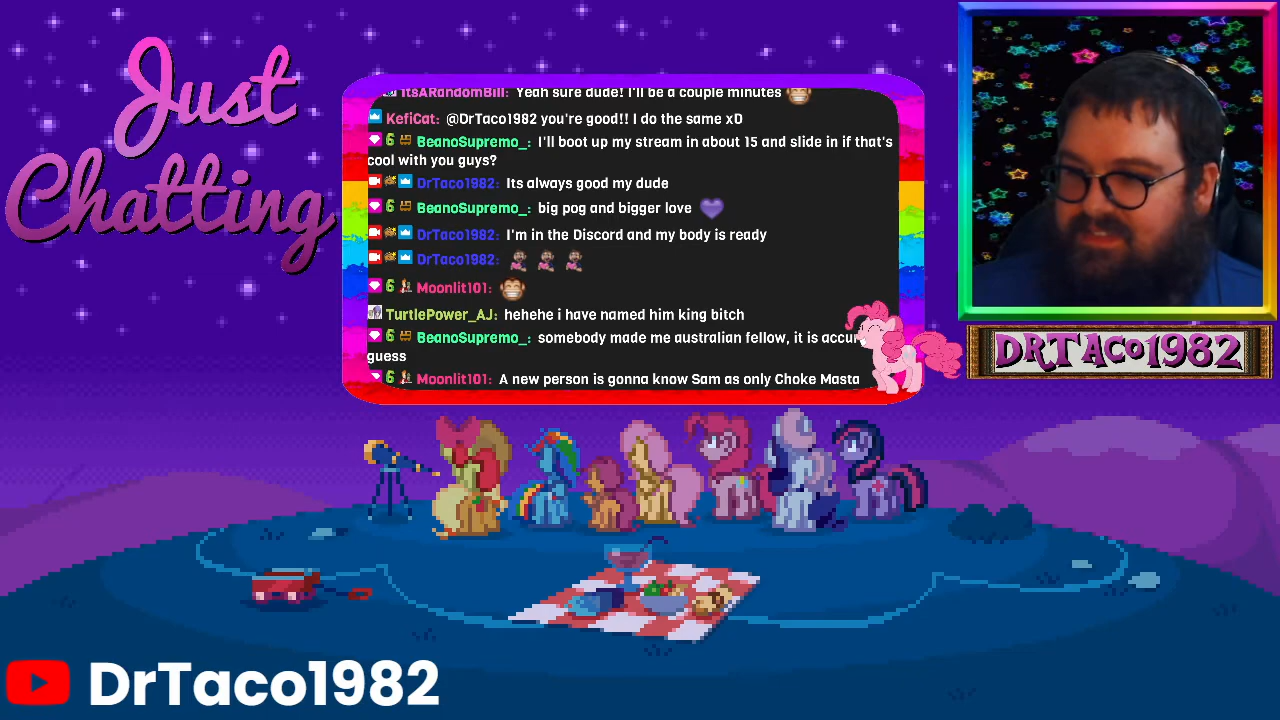 Just
Chatting
ItsARandomBill: Yeah sure dude! I'll be a couple minutes
KefiCat: @DrTaco1982 you're good!! I do the same xD
6 BeanoSupremo_: I'll boot up my stream in about 15 and slide in if that's
cool with you guys?
DrTaco1982: Its always good my dude
6 BeanoSupremo_: big pog and bigger love
DrTaco1982: I'm in the Discord and my body is ready
DrTaco1982:
6 Moonlit101:
TurtlePower_AJ: hehehe i have named him king bitch
6 BeanoSupremo_: somebody made me australian fellow, it is
guess
6 Moonlit101: A new person is gonna know Sam as only Choke Masta
DRTACO1982
DrTaco1982